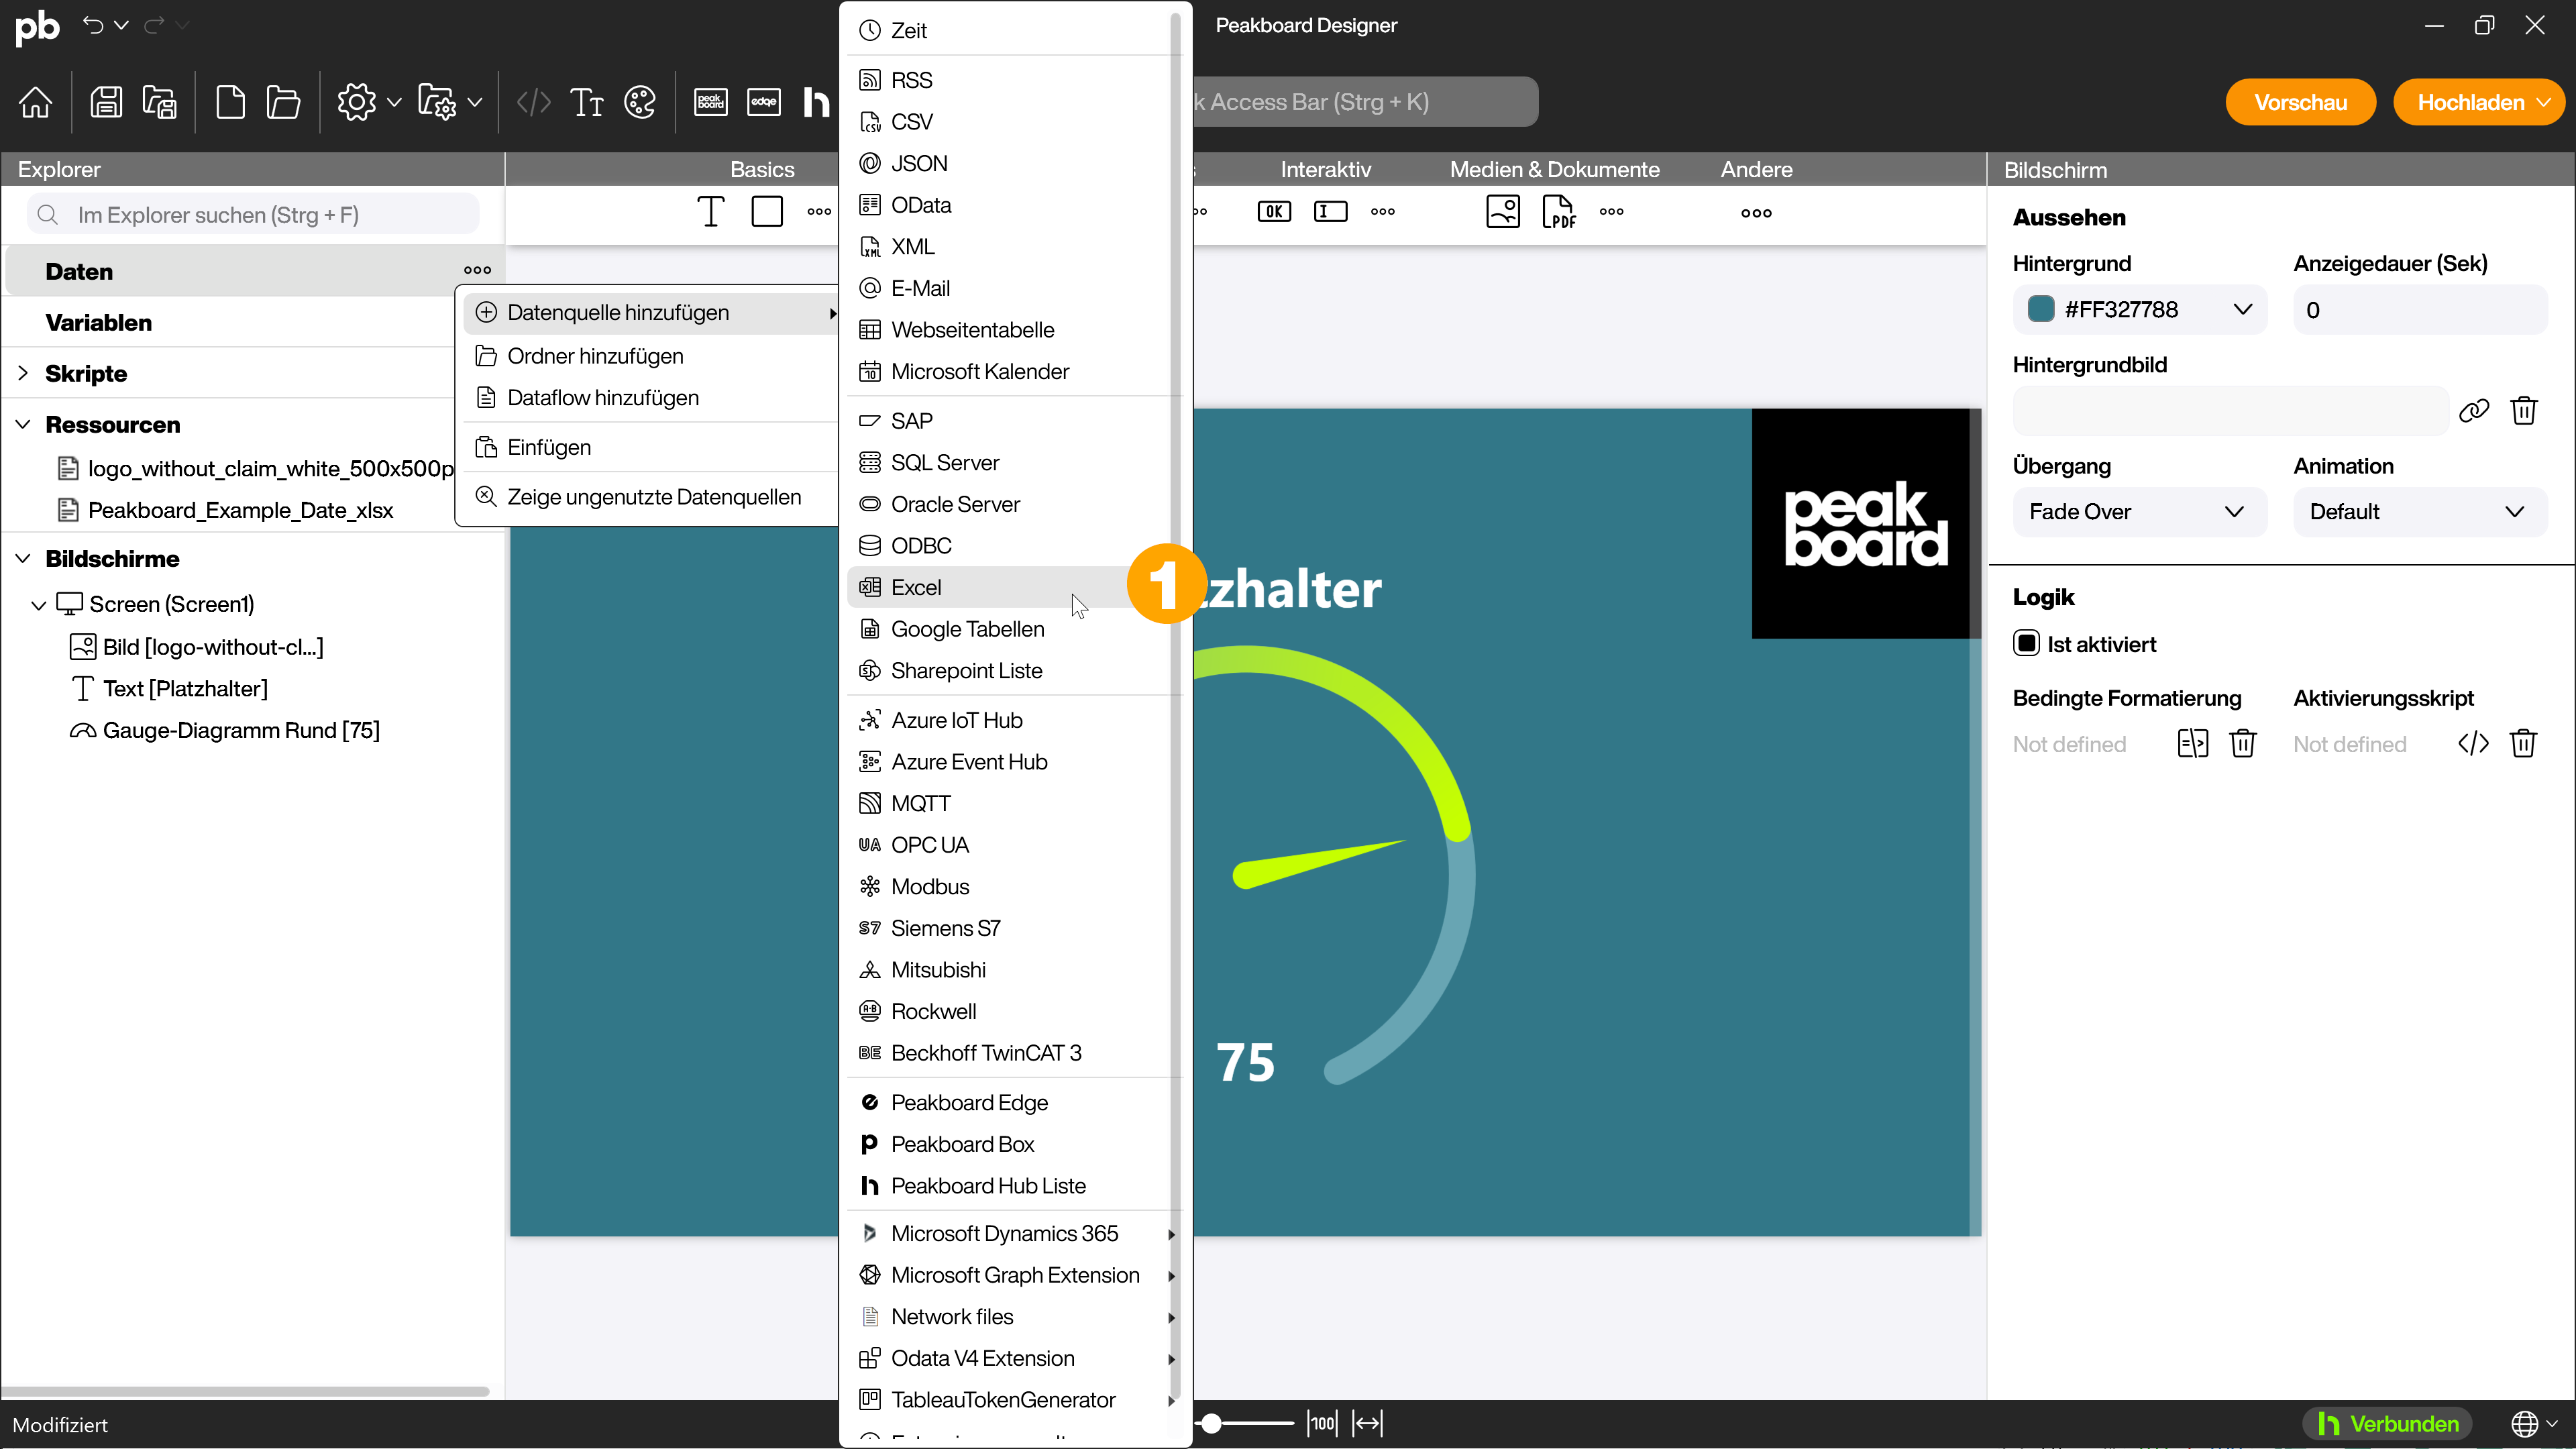 pb
Peakboard Designer
peak board
edge
h
k Access Bar (Strg + K)
Vorschau
Hochladen
Explorer
Im Explorer suchen (Strg + F)
Daten
Variablen
Skripte
Ressourcen
logo_without_claim_white_500x500p
Peakboard_Example_Date_xlsx
Bildschirme
Screen (Screen1)
Bild [logo-without-cl...]
Text [Platzhalter]
Gauge-Diagramm Rund [75]
Datenquelle hinzufügen
Ordner hinzufügen
Dataflow hinzufügen
Einfügen
Zeige ungenutzte Datenquellen
Zeit
RSS
CSV
JSON
OData
XML
E-Mail
Webseitentabelle
Microsoft Kalender
SAP
SQL Server
Oracle Server
ODBC
Excel
Google Tabellen
Sharepoint Liste
Azure IoT Hub
Azure Event Hub
MQTT
OPC UA
Modbus
Siemens S7
Mitsubishi
Rockwell
Beckhoff TwinCAT 3
Peakboard Edge
Peakboard Box
Peakboard Hub Liste
Microsoft Dynamics 365
Microsoft Graph Extension
Network files
Odata V4 Extension
TableauTokenGenerator
1
Basics
Interaktiv
Medien & Dokumente
Andere
OK
PDF
zhalter
75
peak
board
Bildschirm
Aussehen
Hintergrund
Anzeigedauer (Sek)
#FF327788
0
Hintergrundbild
Übergang
Animation
Fade Over
Default
Logik
Ist aktiviert
Bedingte Formatierung
Aktivierungsskript
Not defined
Not defined
Modifiziert
100
Verbunden